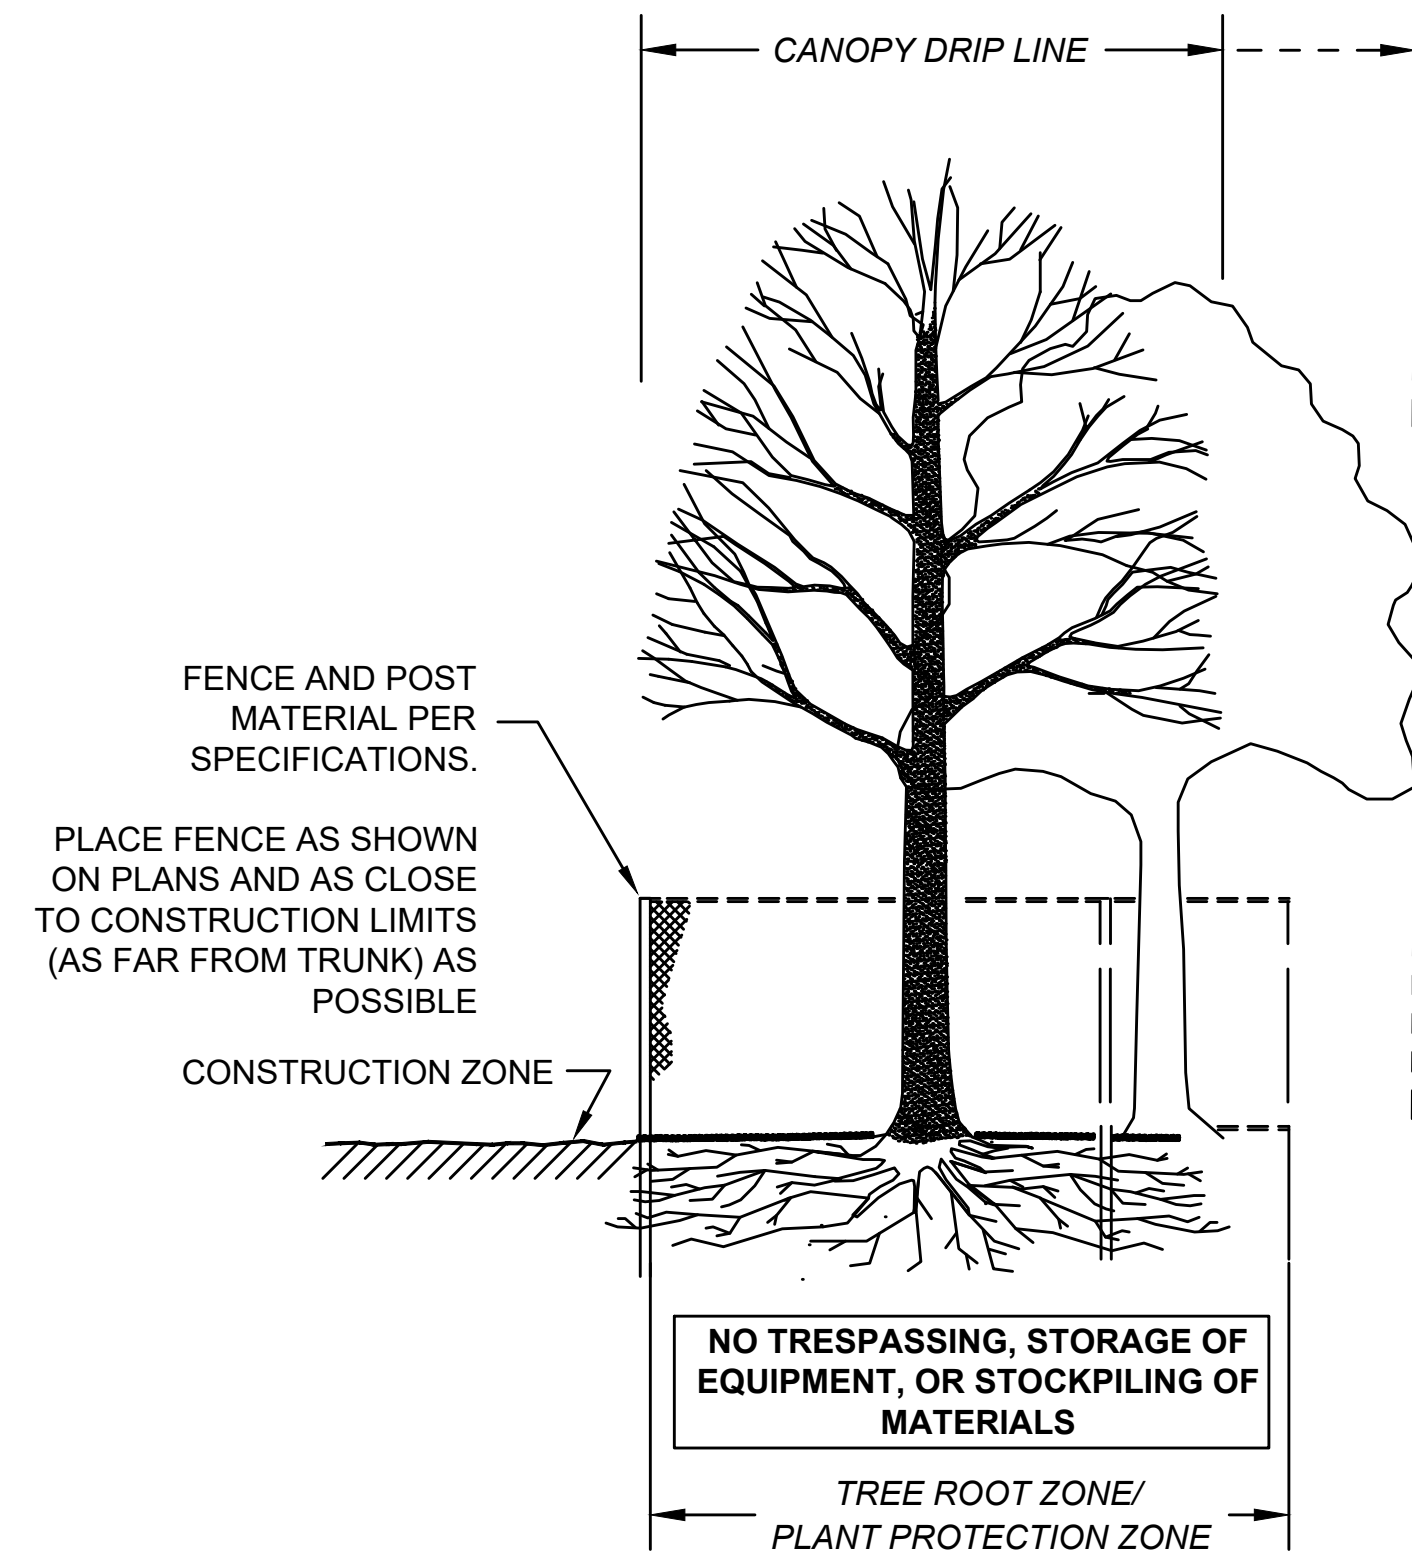 CANOPY DRIP LINE
FENCE AND POST
MATERIAL PER
SPECIFICATIONS.
PLACE FENCE AS SHOWN
ON PLANS AND AS CLOSE
TO CONSTRUCTION LIMITS
(AS FAR FROM TRUNK) AS
POSSIBLE
CONSTRUCTION ZONE
NO TRESPASSING, STORAGE OF
EQUIPMENT, OR STOCKPILING OF
MATERIALS
TREE ROOT ZONE/
PLANT PROTECTION ZONE